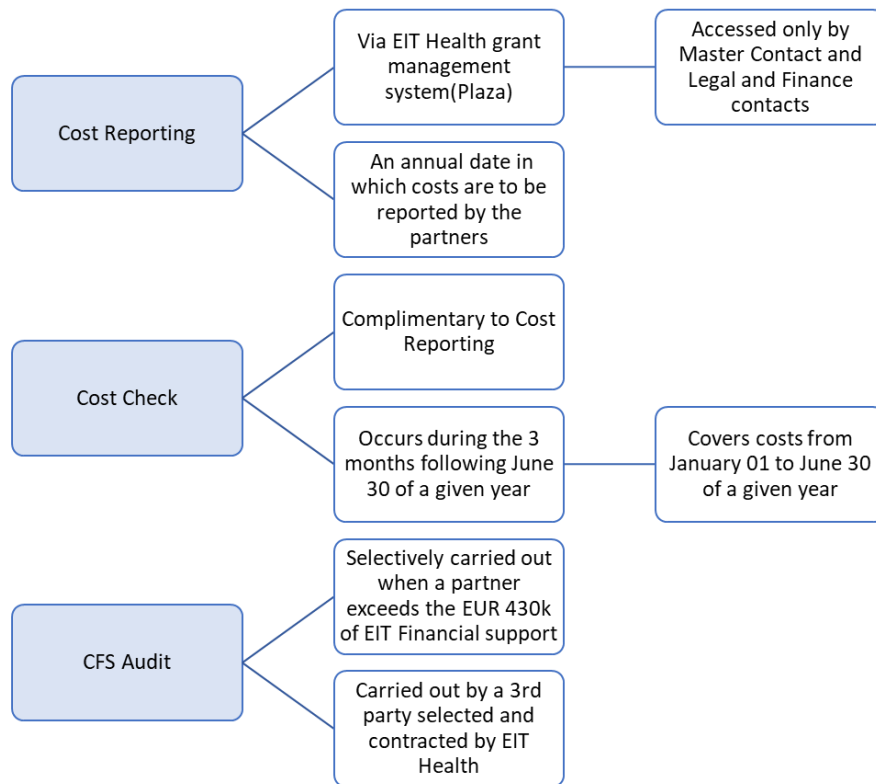 Cost Reporting
Via EIT Health grant
management
system(Plaza)
Accessed only by
Master Contact and
Legal and Finance
contacts
An annual date in
which costs are to be
reported by the
partners
Cost Check
Complimentary to Cost
Reporting
Occurs during the 3
months following June
30 of a given year
Covers costs from
January 01 to June 30
of a given year
CFS Audit
Selectively carried out
when a partner
exceeds the EUR 430k
of EIT Financial support
Carried out by a 3rd
party selected and
contracted by EIT
Health